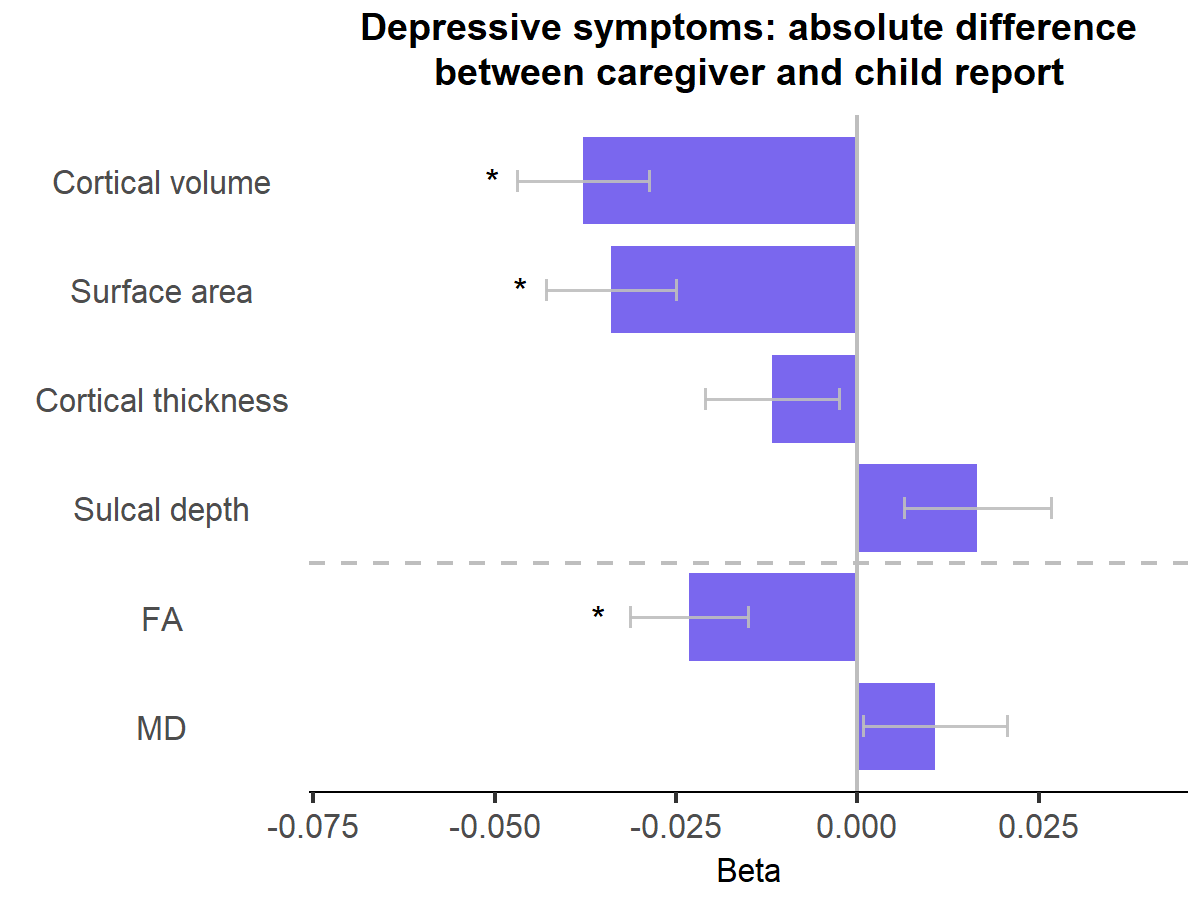 Depressive symptoms: absolute difference
between caregiver and child report
Cortical volume
*
Surface area
*
Cortical thickness
Sulcal depth
FA
*
MD
-0.075
-0.050
-0.025
0.000
0.025
Beta